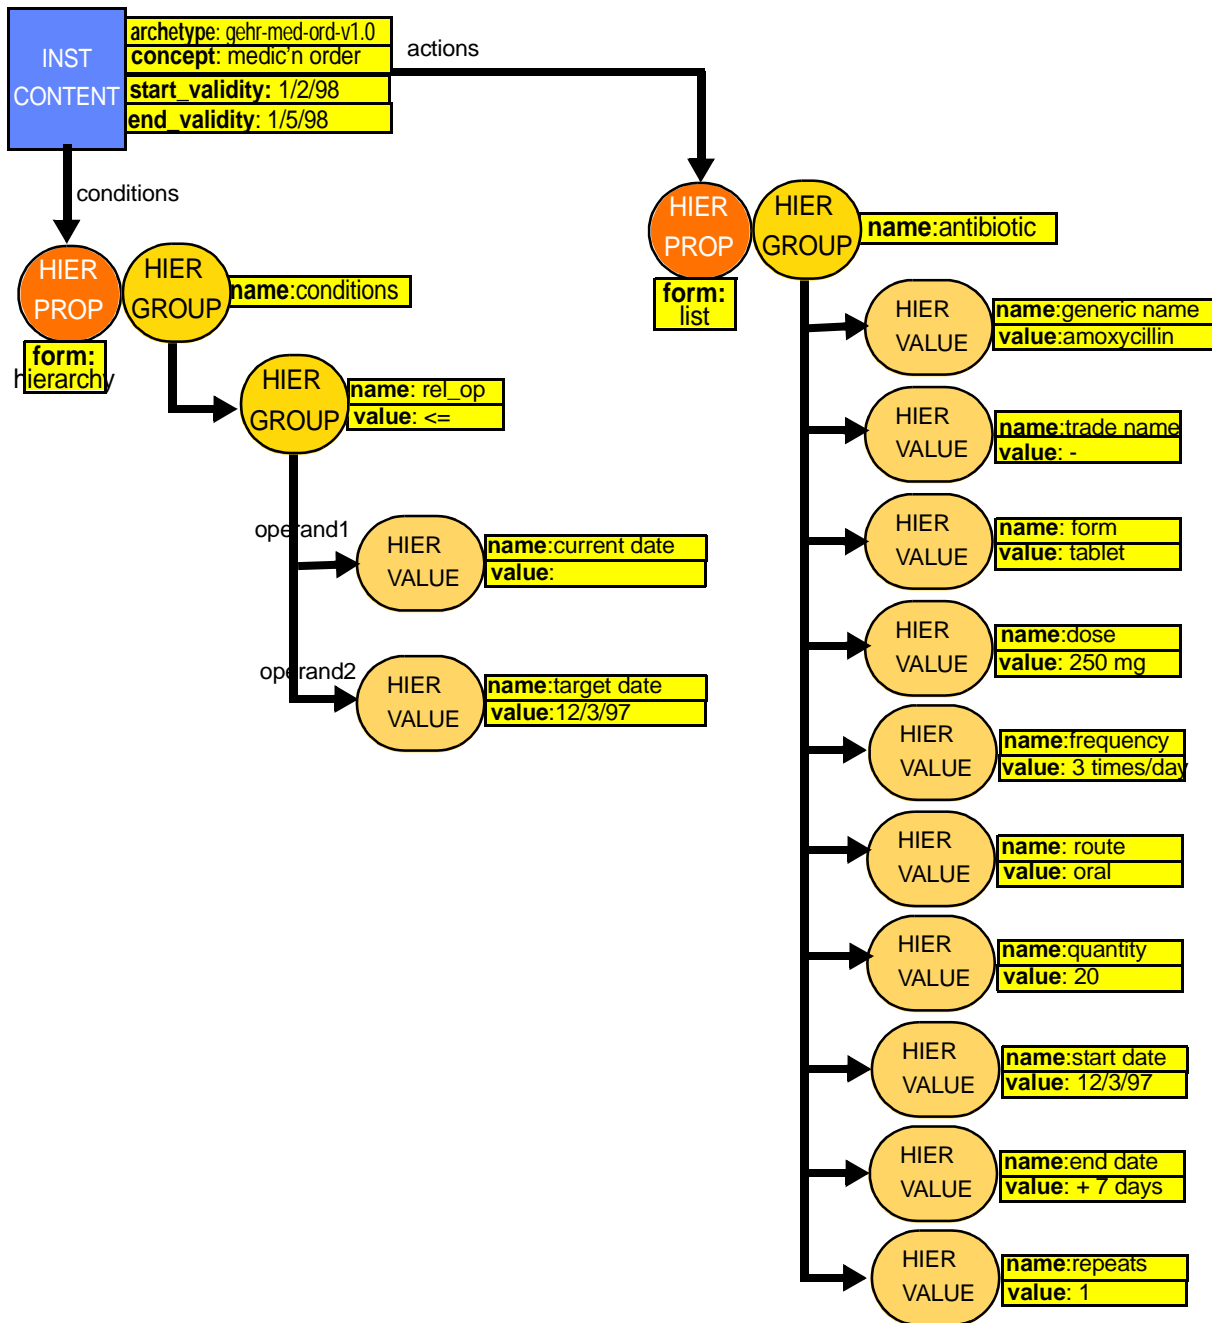 INST
CONTENT
archetype: gehr-med-ord-v1.0
concept: medic'n order
start_validity: 1/2/98
end_validity: 1/5/98
actions
conditions
HIER
PROP
form:
hierarchy
HIER
GROUP
name:conditions
HIER
GROUP
name: rel_op
value: <=
operand1
HIER
VALUE
name:current date
value:
operand2
HIER
VALUE
name:target date
value:12/3/97
HIER
PROP
form:
list
HIER
GROUP
name:antibiotic
HIER
VALUE
name:generic name
value:amoxycillin
HIER
VALUE
name:trade name
value: -
HIER
VALUE
name: form
value: tablet
HIER
VALUE
name:dose
value: 250 mg
HIER
VALUE
name:frequency
value: 3 times/day
HIER
VALUE
name: route
value: oral
HIER
VALUE
name:quantity
value: 20
HIER
VALUE
name:start date
value: 12/3/97
HIER
VALUE
name:end date
value: + 7 days
HIER
VALUE
name:repeats
value: 1